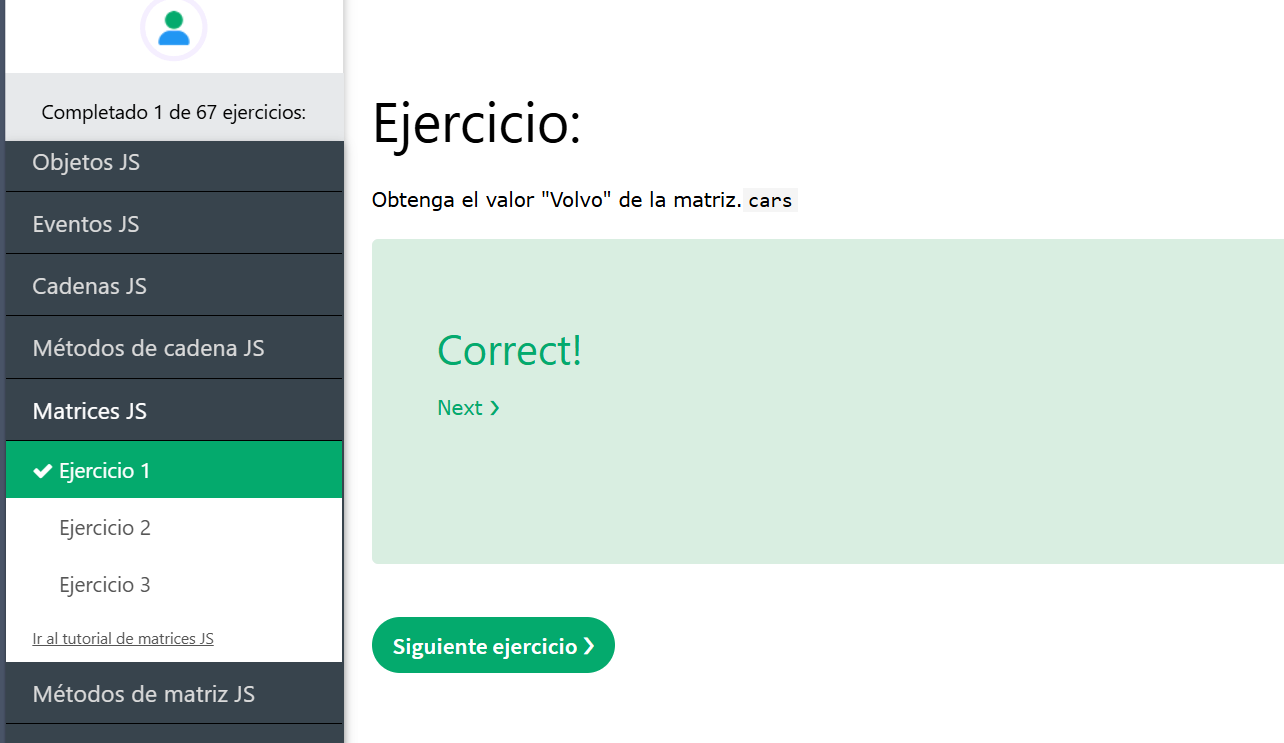 Completado 1 de 67 ejercicios:
Objetos JS
Eventos JS
Cadenas JS
Métodos de cadena JS
Matrices JS
Ejercicio 1
Ejercicio 2
Ejercicio 3
Ir al tutorial de matrices JS
Métodos de matriz JS
Ejercicio:
Obtenga el valor "Volvo" de la matriz. cars
Correct!
Next ❯
Siguiente ejercicio ❯